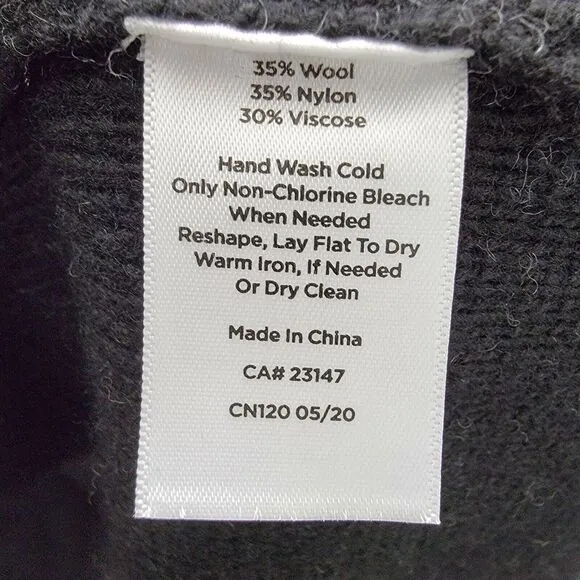 35% Wool
35% Nylon
30% Viscose
Hand Wash Cold
Only Non-Chlorine Bleach
When Needed
Reshape, Lay Flat To Dry
Warm Iron, If Needed
Or Dry Clean
Made In China
CA# 23147
CN120 05/20